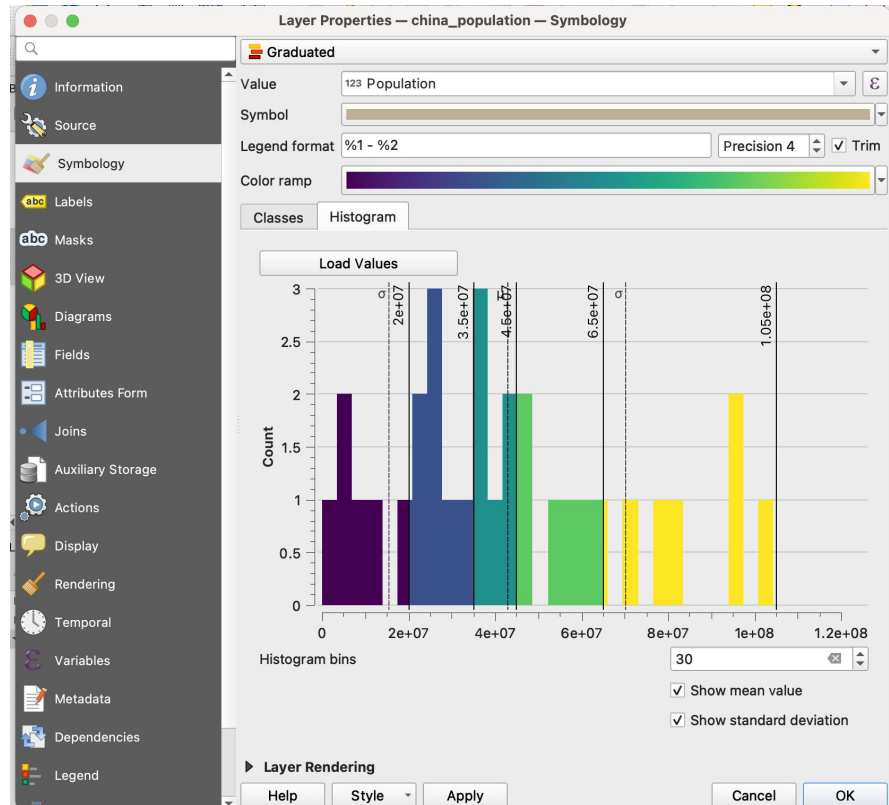 Layer Properties — china_population — Symbology
Information
Source
Symbology
abc Labels
abc Masks
3D View
Diagrams
Fields
Attributes Form
Joins
Auxiliary Storage
Actions
Display
Rendering
Temporal
Variables
Metadata
Dependencies
Legend
Graduated
Value 123 Population ε
Symbol
Legend format %1 - %2 Precision 4 Trim
Color ramp
Classes Histogram
Load Values
σ 2e+07 3.5e+07 μ 4.5e+07 6.5e+07 σ 1.05e+08
3
2.5
2
1.5
1
0.5
0
Count
0 2e+07 4e+07 6e+07 8e+07 1e+08 1.2e+08
Histogram bins 30
Show mean value
Show standard deviation
Layer Rendering
Help Style Apply Cancel OK